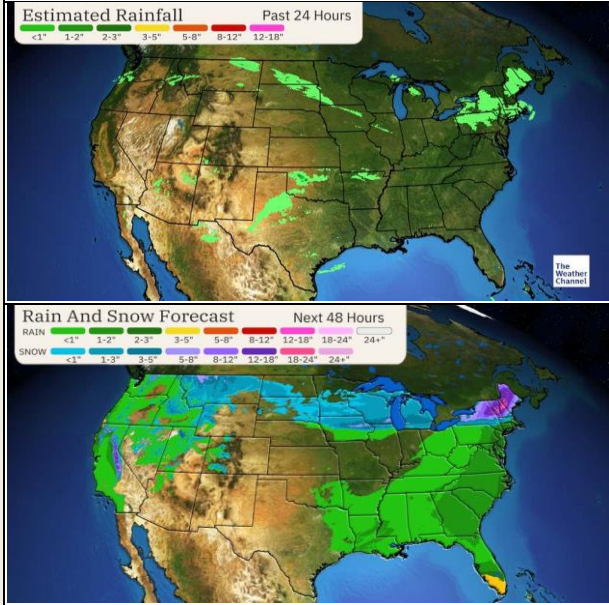 Estimated Rainfall Past 24 Hours
<1" 1-2" 2-3" 3-5" 5-8" 8-12" 12-18"
The
Weather
Channel
Rain And Snow Forecast Next 48 Hours
RAIN
<1" 1-2" 2-3" 3-5" 5-8" 8-12" 12-18" 18-24" 24+"
SNOW
<1" 1-3" 3-5" 5-8" 8-12" 12-18" 18-24" 24+"